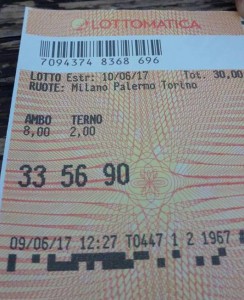 LOTTOMATICA
7094374 8368 696
LOTTO Estr: 10/06/17 Tot. 30,00
RUOTE: Milano Palermo Torino
AMBO TERNO
8,00 2,00
33 56 90
09/06/17 12:27 TO447 1 2 1967